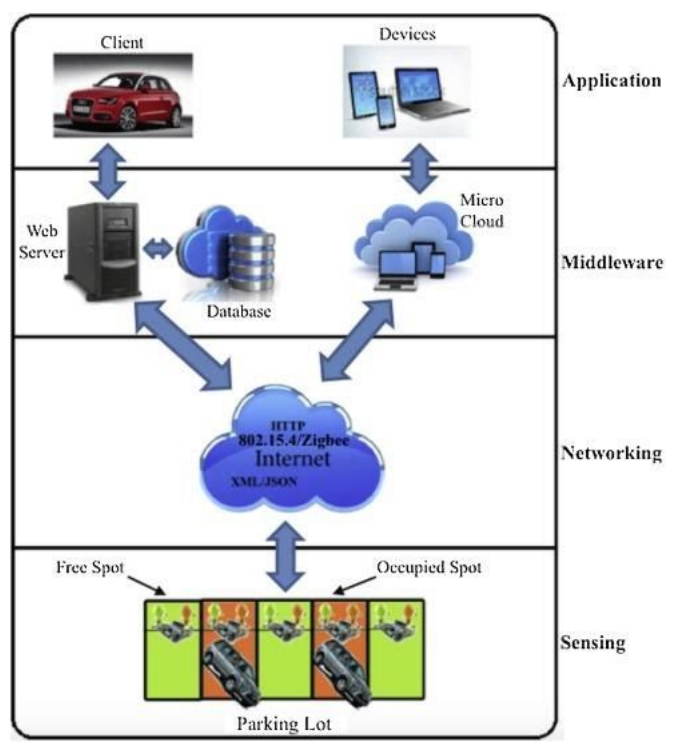 Client
Devices
Application
Web
Server
Database
Micro
Cloud
Middleware
HTTP
802.15.4/Zigbee
Internet
XML/JSON
Networking
Free Spot
Occupied Spot
Sensing
Parking Lot